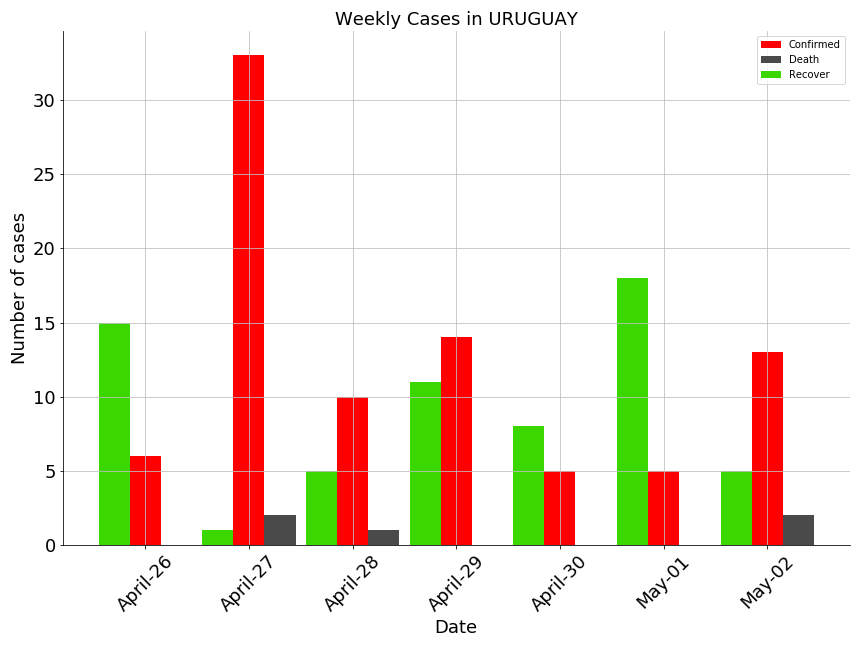 Weekly Cases in URUGUAY
Confirmed
Death
Recover
Number of cases
30
25
20
15
10
5
0
April-26
April-27
April-28
April-29
April-30
May-01
May-02
Date